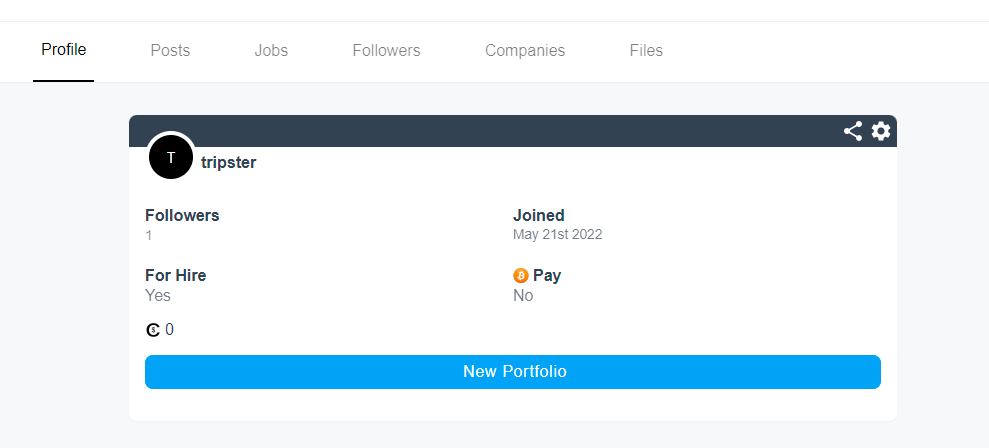 Profile Posts Jobs Followers Companies Files
T
tripster
Followers Joined
1 May 21st 2022
For Hire Pay
Yes No
0
New Portfolio